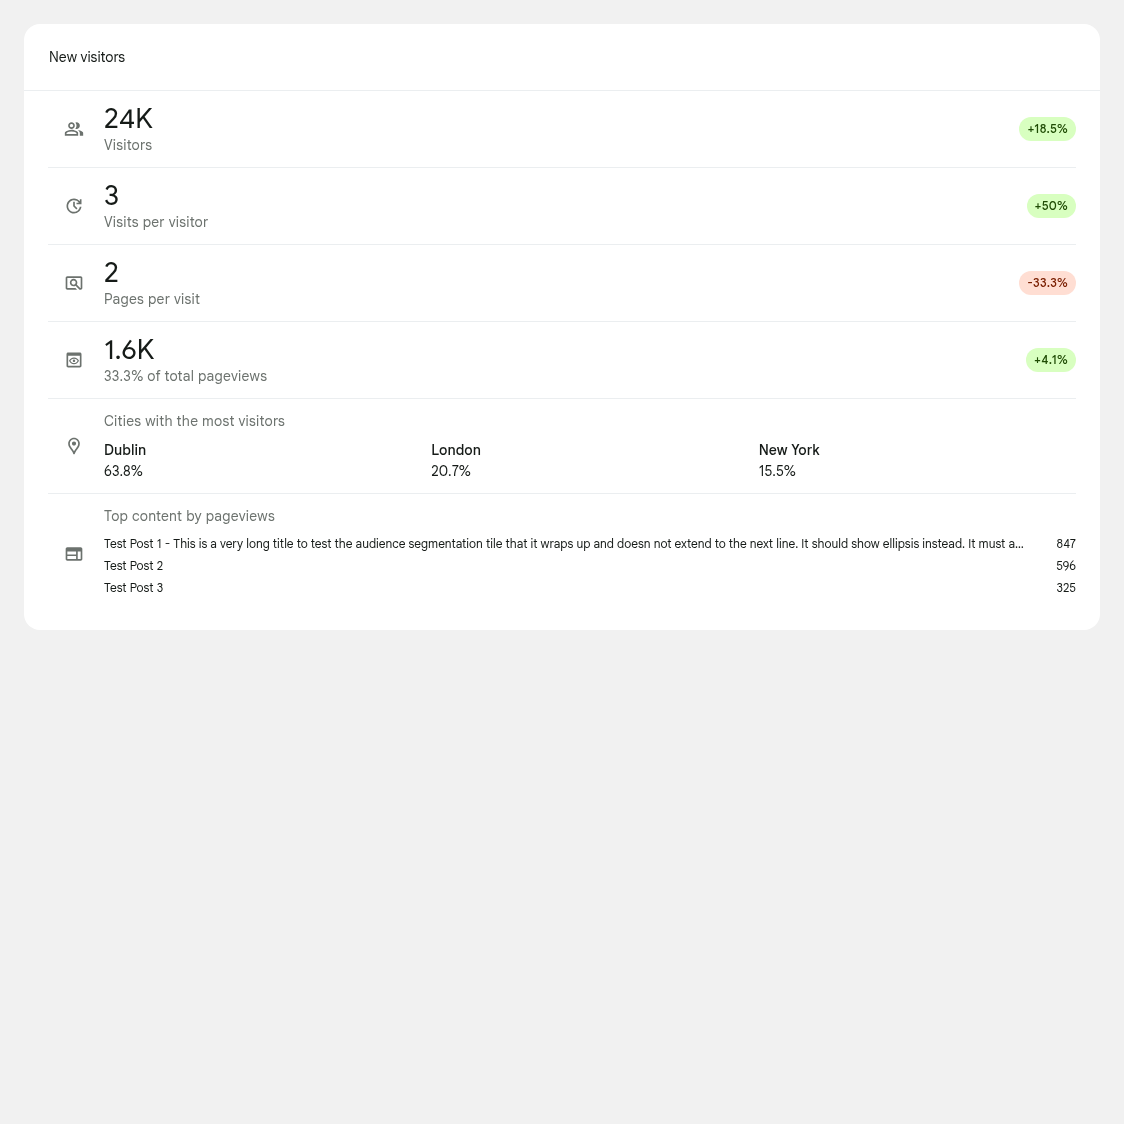 New visitors
24K
Visitors
+18.5%
3
Visits per visitor
+50%
2
Pages per visit
-33.3%
1.6K
33.3% of total pageviews
+4.1%
Cities with the most visitors
Dublin London New York
63.8% 20.7% 15.5%
Top content by pageviews
Test Post 1 - This is a very long title to test the audience segmentation tile that it wraps up and doesn not extend to the next line. It should show ellipsis instead. It must a... 847
Test Post 2 596
Test Post 3 325